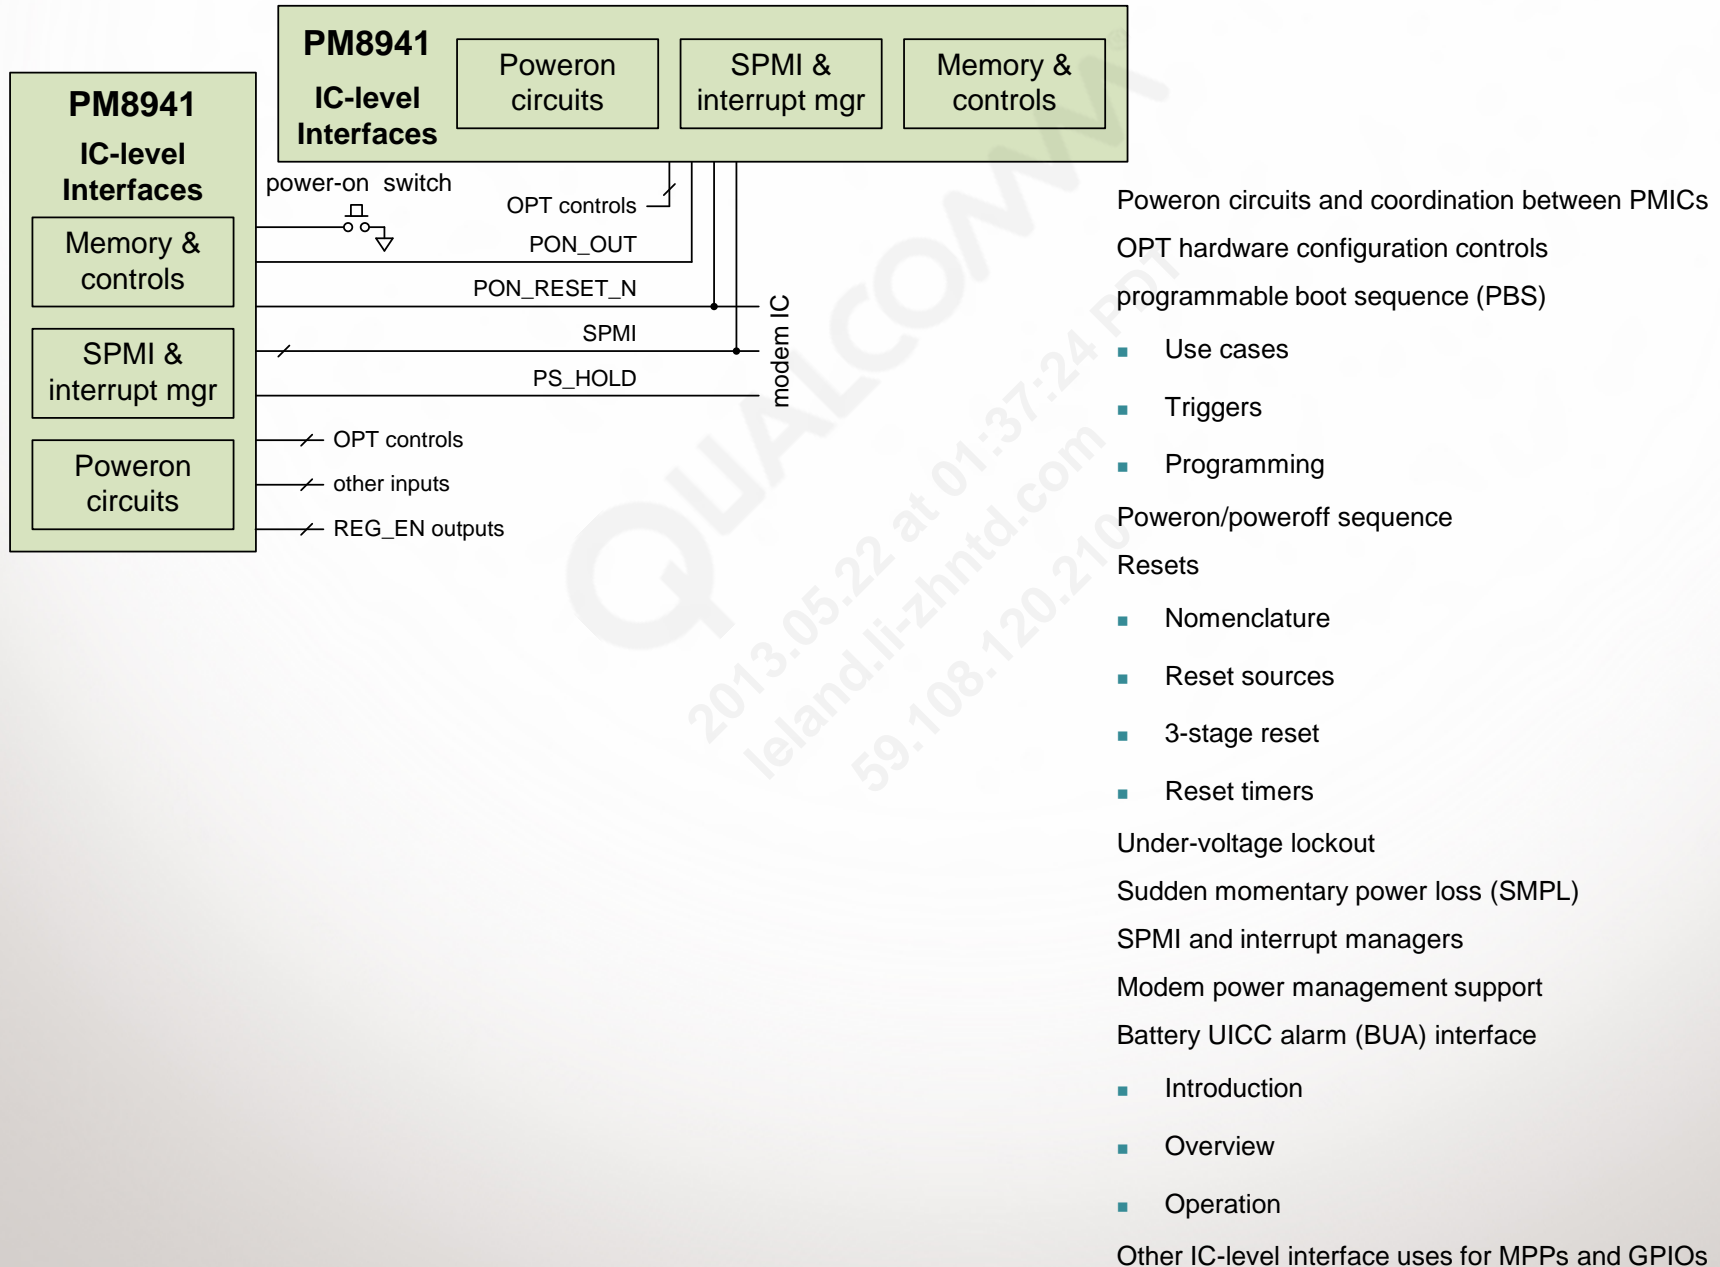 PM8941
IC-level
Interfaces
Poweron
circuits
SPMI &
interrupt mgr
Memory &
controls
PM8941
IC-level
Interfaces
Memory &
controls
SPMI &
interrupt mgr
Poweron
circuits
power-on switch
OPT controls
PON_OUT
PON_RESET_N
SPMI
PS_HOLD
modem IC
OPT controls
other inputs
REG_EN outputs
Poweron circuits and coordination between PMICs
OPT hardware configuration controls
programmable boot sequence (PBS)
Use cases
Triggers
Programming
Poweron/poweroff sequence
Resets
Nomenclature
Reset sources
3-stage reset
Reset timers
Under-voltage lockout
Sudden momentary power loss (SMPL)
SPMI and interrupt managers
Modem power management support
Battery UICC alarm (BUA) interface
Introduction
Overview
Operation
Other IC-level interface uses for MPPs and GPIOs
QUALCOMM®
2013.05.22 at 01:37:24 PDT
leland.li-zhntd.com
59.108.120.210